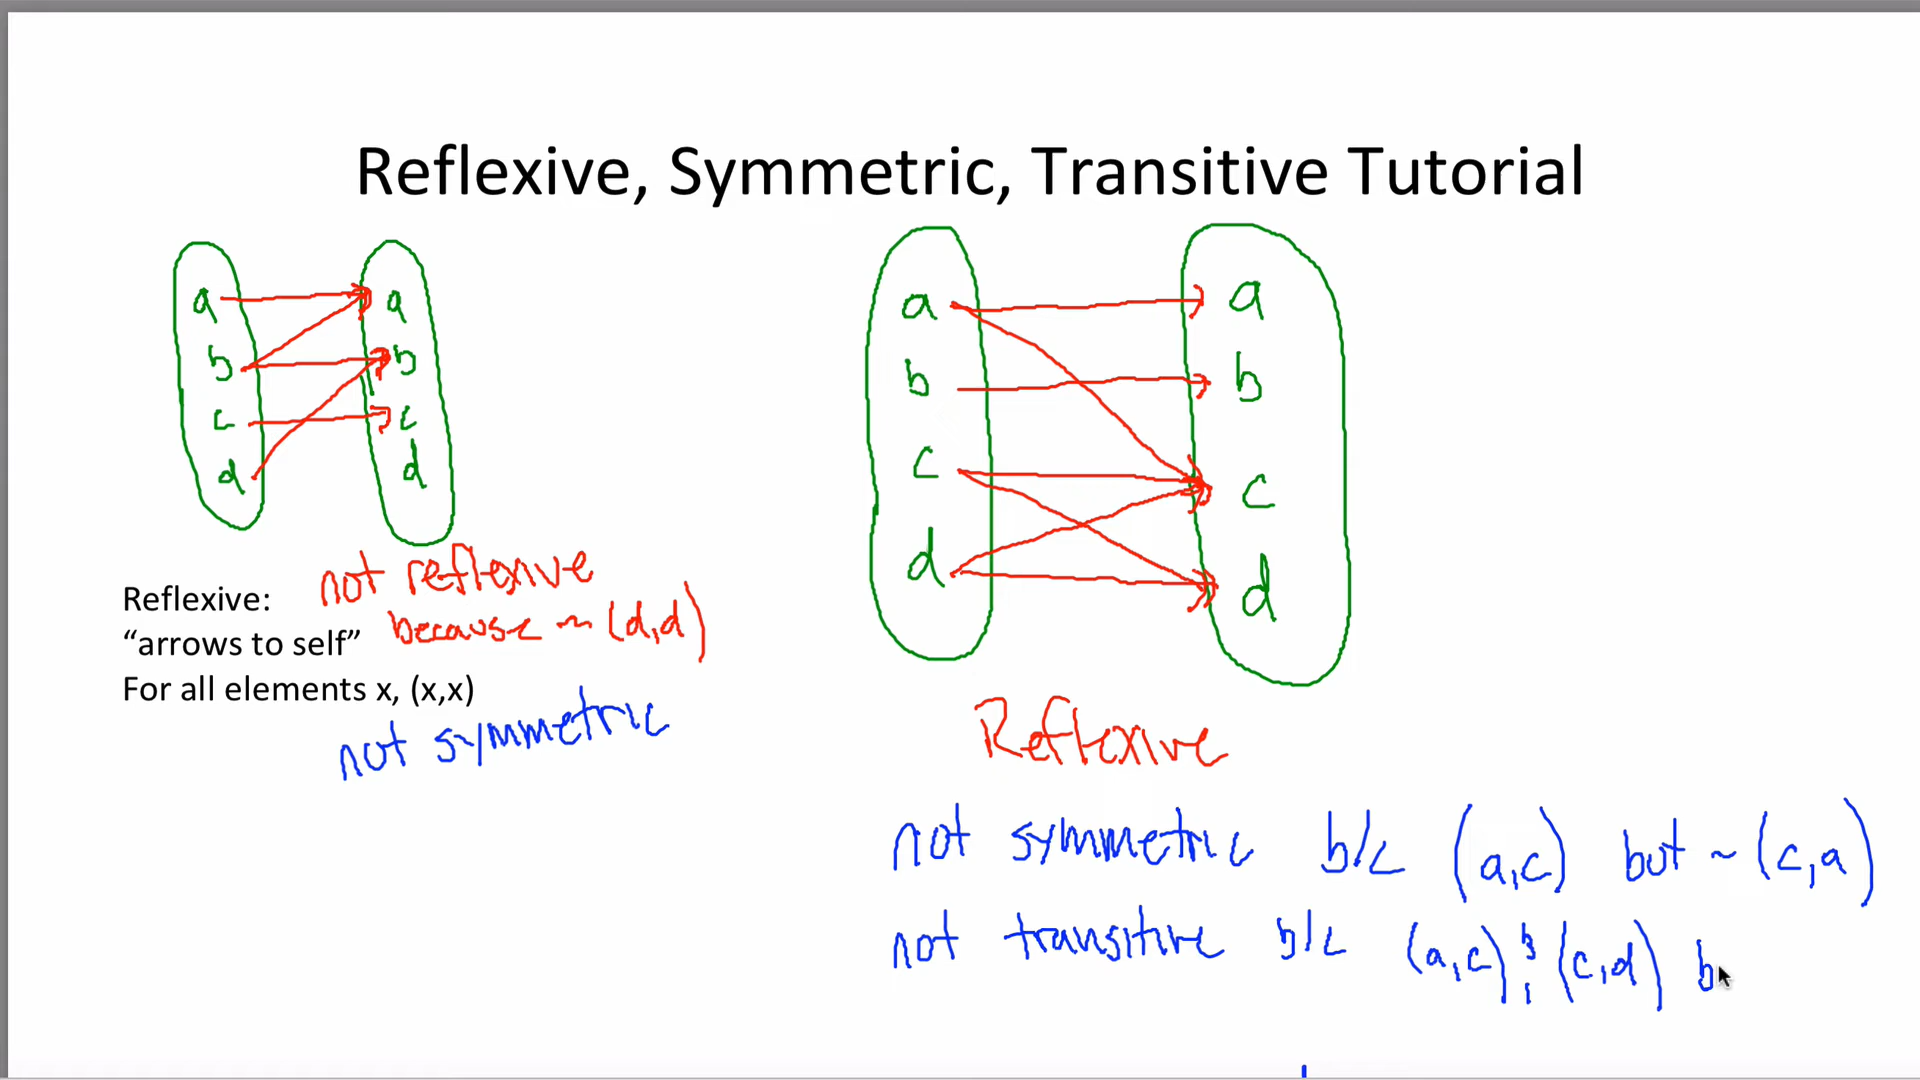 Reflexive, Symmetric, Transitive Tutorial
a a
b b
c c
d d
a a
b b
c c
d d
Reflexive: not reflexive
"arrows to self" because ~ (d,d)
For all elements x, (x,x)
not symmetric
Reflexive
not symmetric b/c (a,c) but ~ (c,a)
not transitive b/c (a,c) & (c,d) b